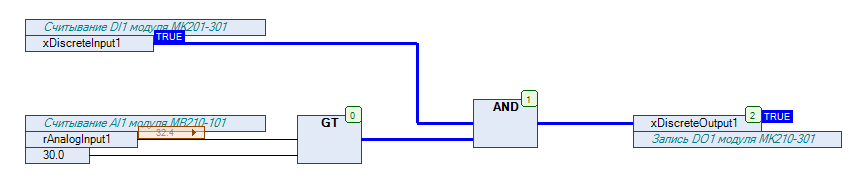 Считывание DI1 модуля МК201-301
xDiscreteInput1
TRUE
AND
1
xDiscreteOutput1
2
TRUE
Запись DO1 модуля МК210-301
Считывание AI1 модуля МВ210-101
rAnalogInput1
32.4
30.0
GT
0